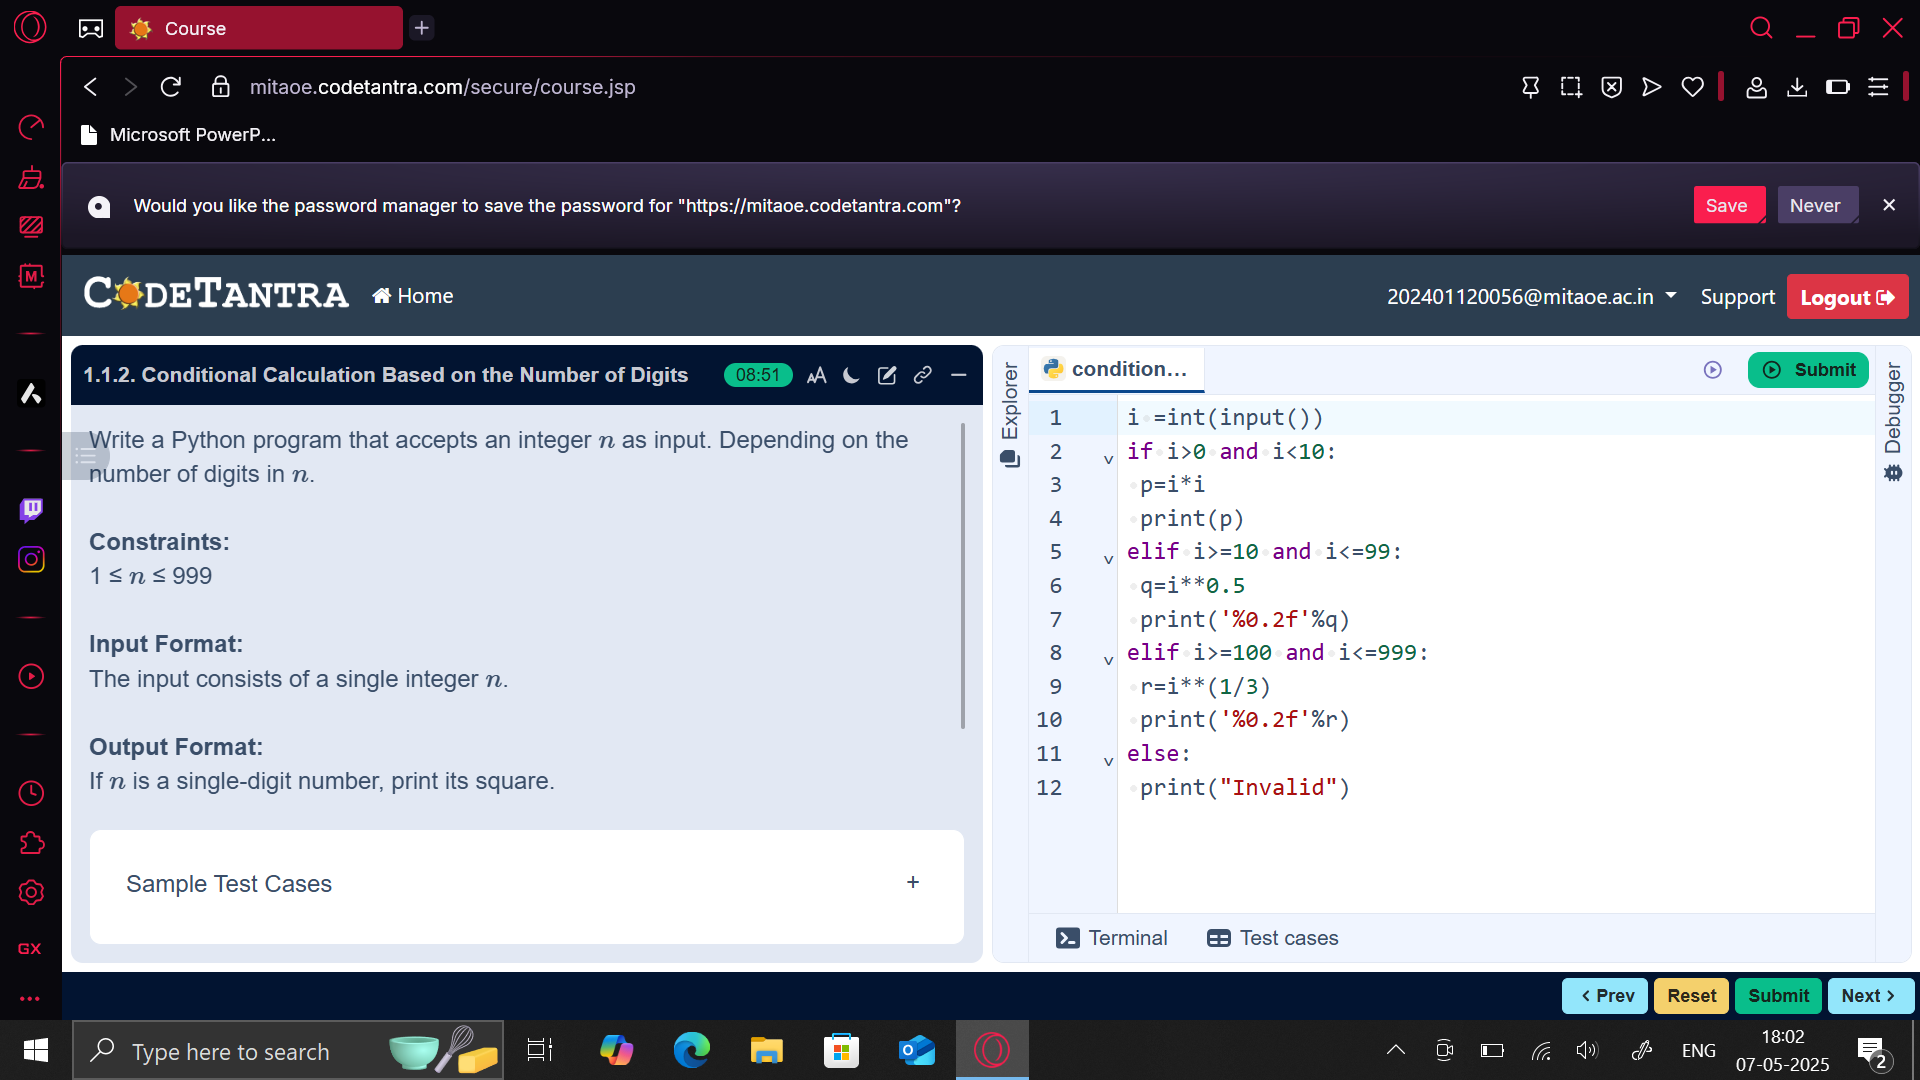 Course
mitaoe.codetantra.com/secure/course.jsp
Microsoft PowerP...
Would you like the password manager to save the password for "https://mitaoe.codetantra.com"?
Save
Never
CODETANTRA
Home
202401120056@mitaoe.ac.in
Support
Logout
1.1.2. Conditional Calculation Based on the Number of Digits
08:51
AA
Write a Python program that accepts an integer n as input. Depending on the
number of digits in n.
Constraints:
1 ≤ n ≤ 999
Input Format:
The input consists of a single integer n.
Output Format:
If n is a single-digit number, print its square.
Sample Test Cases
+
Explorer
condition...
Submit
Debugger
1 i =int(input())
2 if i>0 and i<10:
3  p=i*i
4  print(p)
5 elif i>=10 and i<=99:
6  q=i**0.5
7  print('%0.2f'%q)
8 elif i>=100 and i<=999:
9  r=i**(1/3)
10  print('%0.2f'%r)
11 else:
12  print("Invalid")
Terminal
Test cases
< Prev
Reset
Submit
Next >
M
GX
Type here to search
ENG
18:02
07-05-2025
2